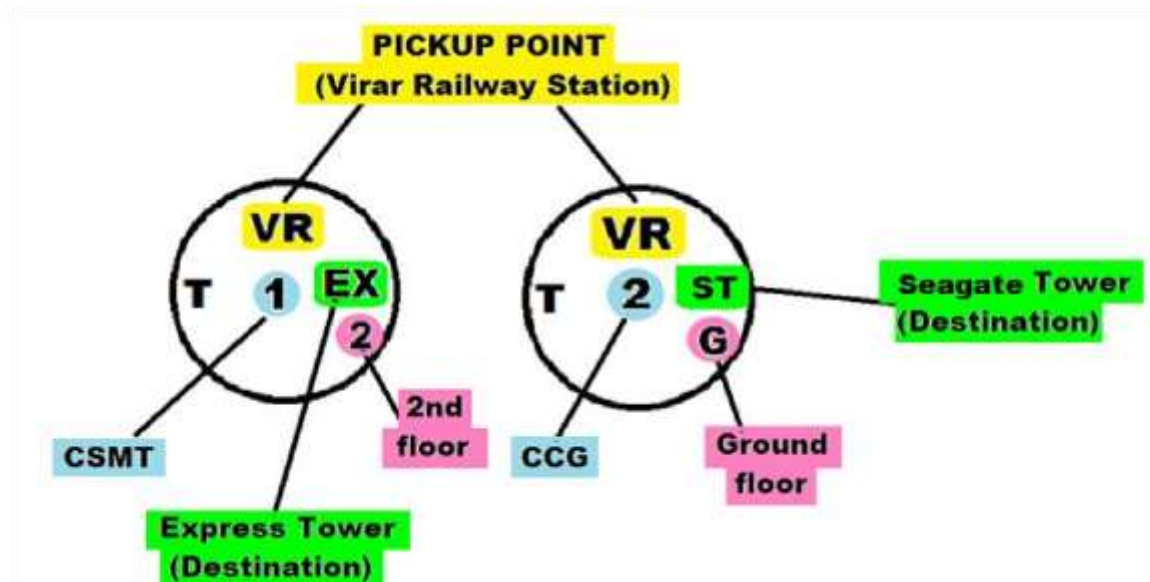 PICKUP POINT
(Virar Railway Station)
VR
T 1 EX
2
VR
T 2 ST
G
Seagate Tower
(Destination)
2nd
floor
CSMT
CCG
Ground
floor
Express Tower
(Destination)